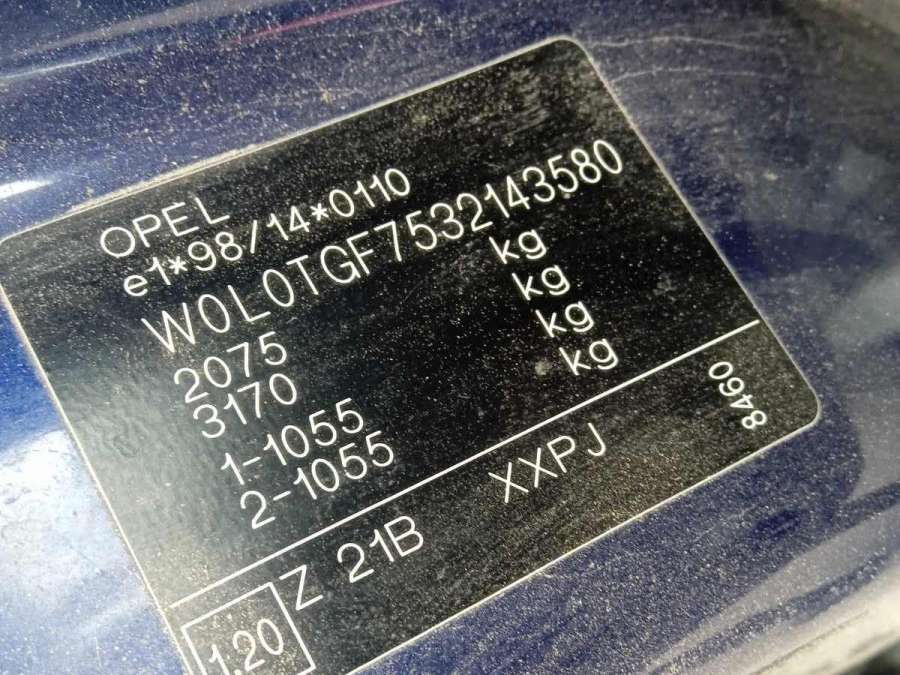 OPEL
e1*98/14*0110
W0L0TGF7532143580
2075 kg
3170 kg
1-1055 kg
2-1055 kg
8460
Z 21B XXPJ
1.20